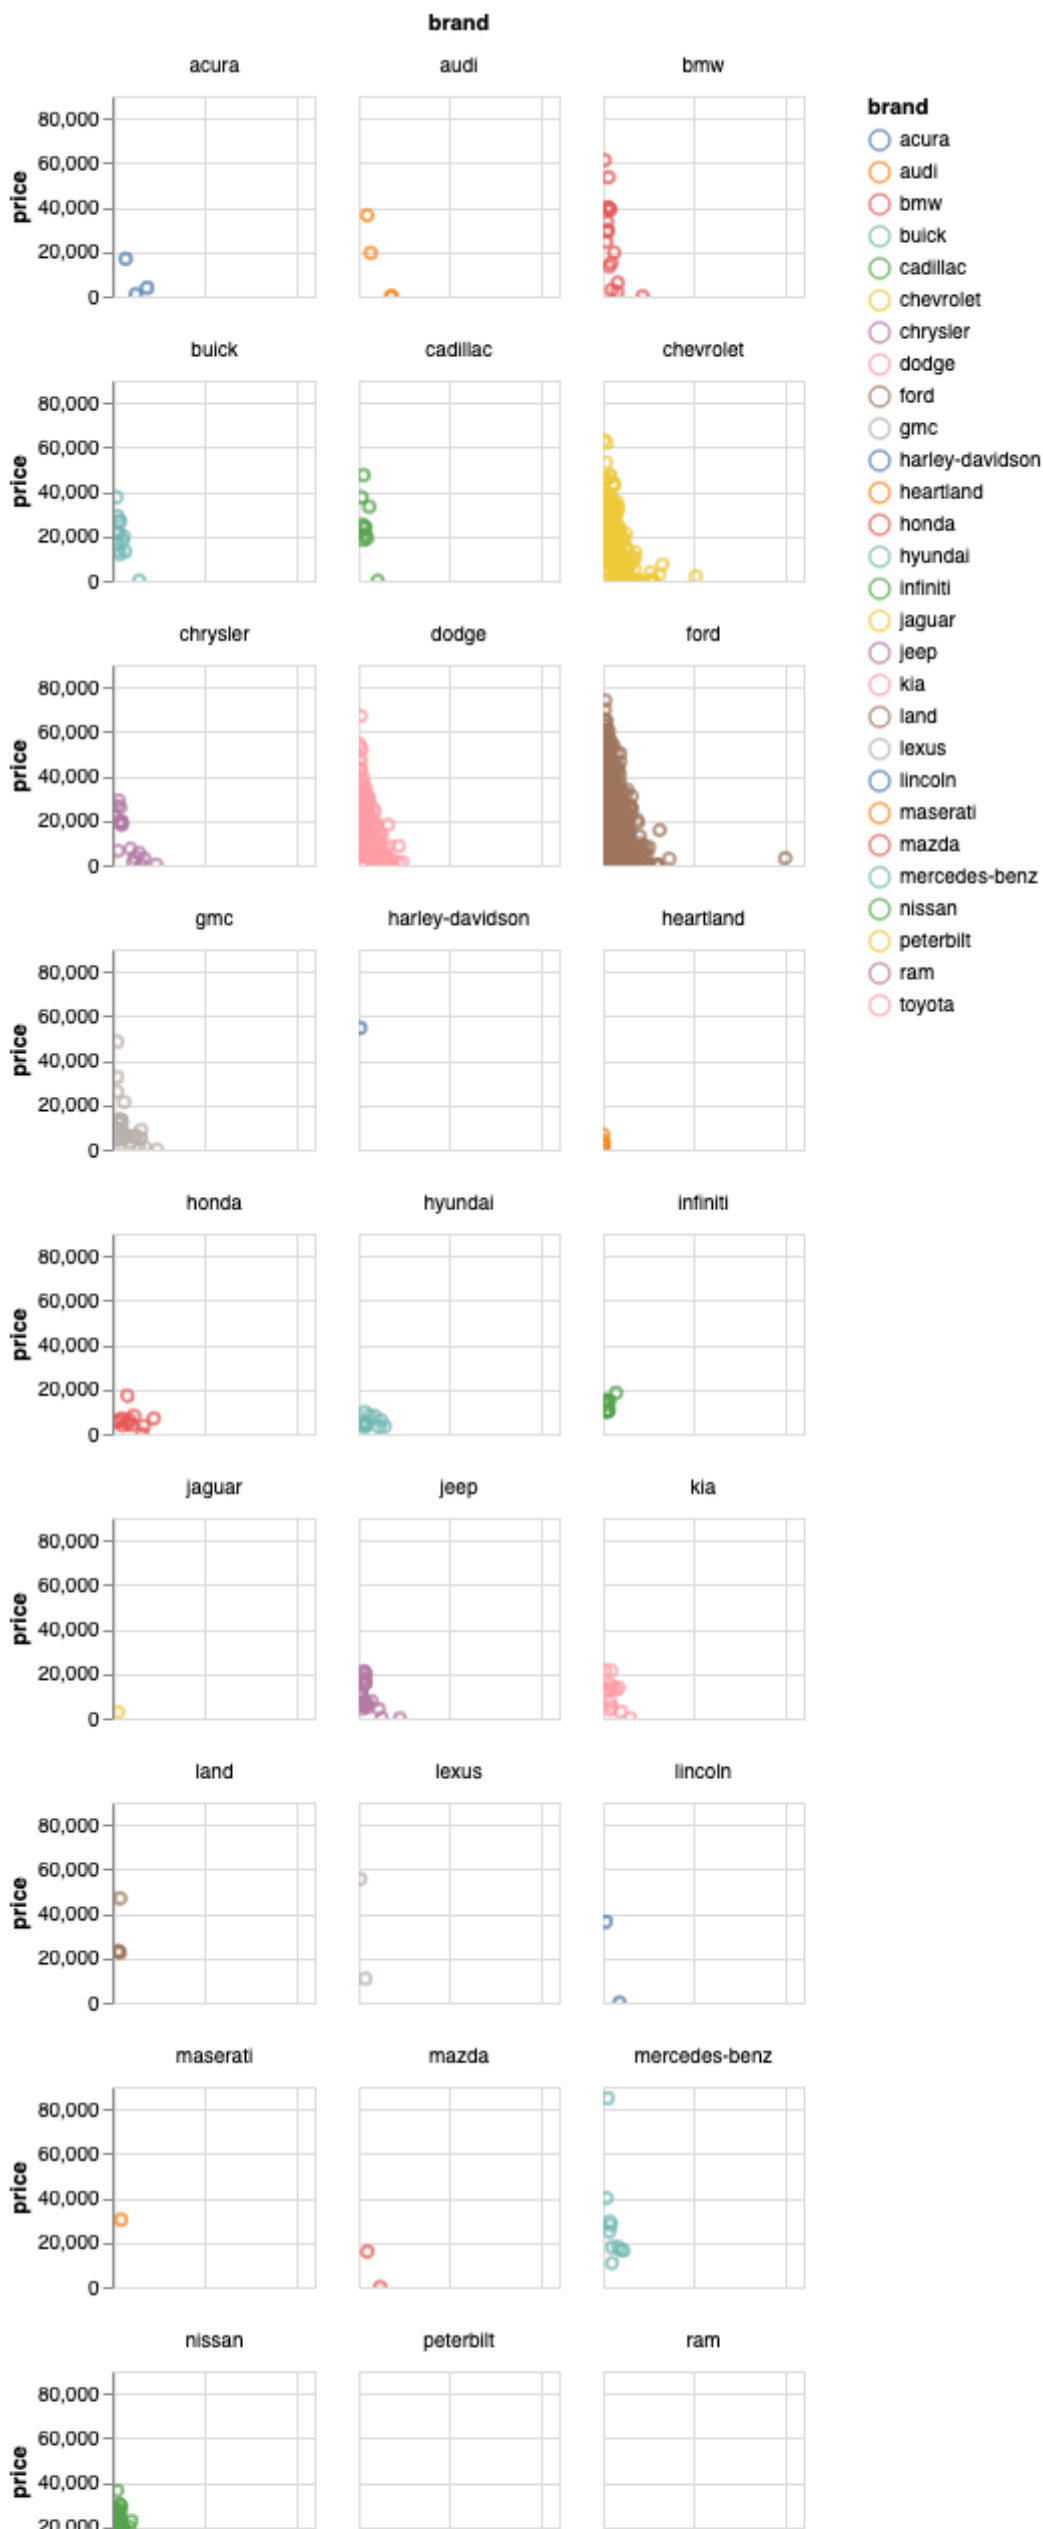 brand
acura audi bmw
80,000
60,000
40,000
20,000
0
price
buick cadillac chevrolet
80,000
60,000
40,000
20,000
0
price
chrysler dodge ford
80,000
60,000
40,000
20,000
0
price
gmc harley-davidson heartland
80,000
60,000
40,000
20,000
0
price
honda hyundai infiniti
80,000
60,000
40,000
20,000
0
price
jaguar jeep kia
80,000
60,000
40,000
20,000
0
price
land lexus lincoln
80,000
60,000
40,000
20,000
0
price
maserati mazda mercedes-benz
80,000
60,000
40,000
20,000
0
price
nissan peterbilt ram
80,000
60,000
40,000
20,000
price
brand
acura
audi
bmw
buick
cadillac
chevrolet
chrysler
dodge
ford
gmc
harley-davidson
heartland
honda
hyundai
infiniti
jaguar
jeep
kia
land
lexus
lincoln
maserati
mazda
mercedes-benz
nissan
peterbilt
ram
toyota